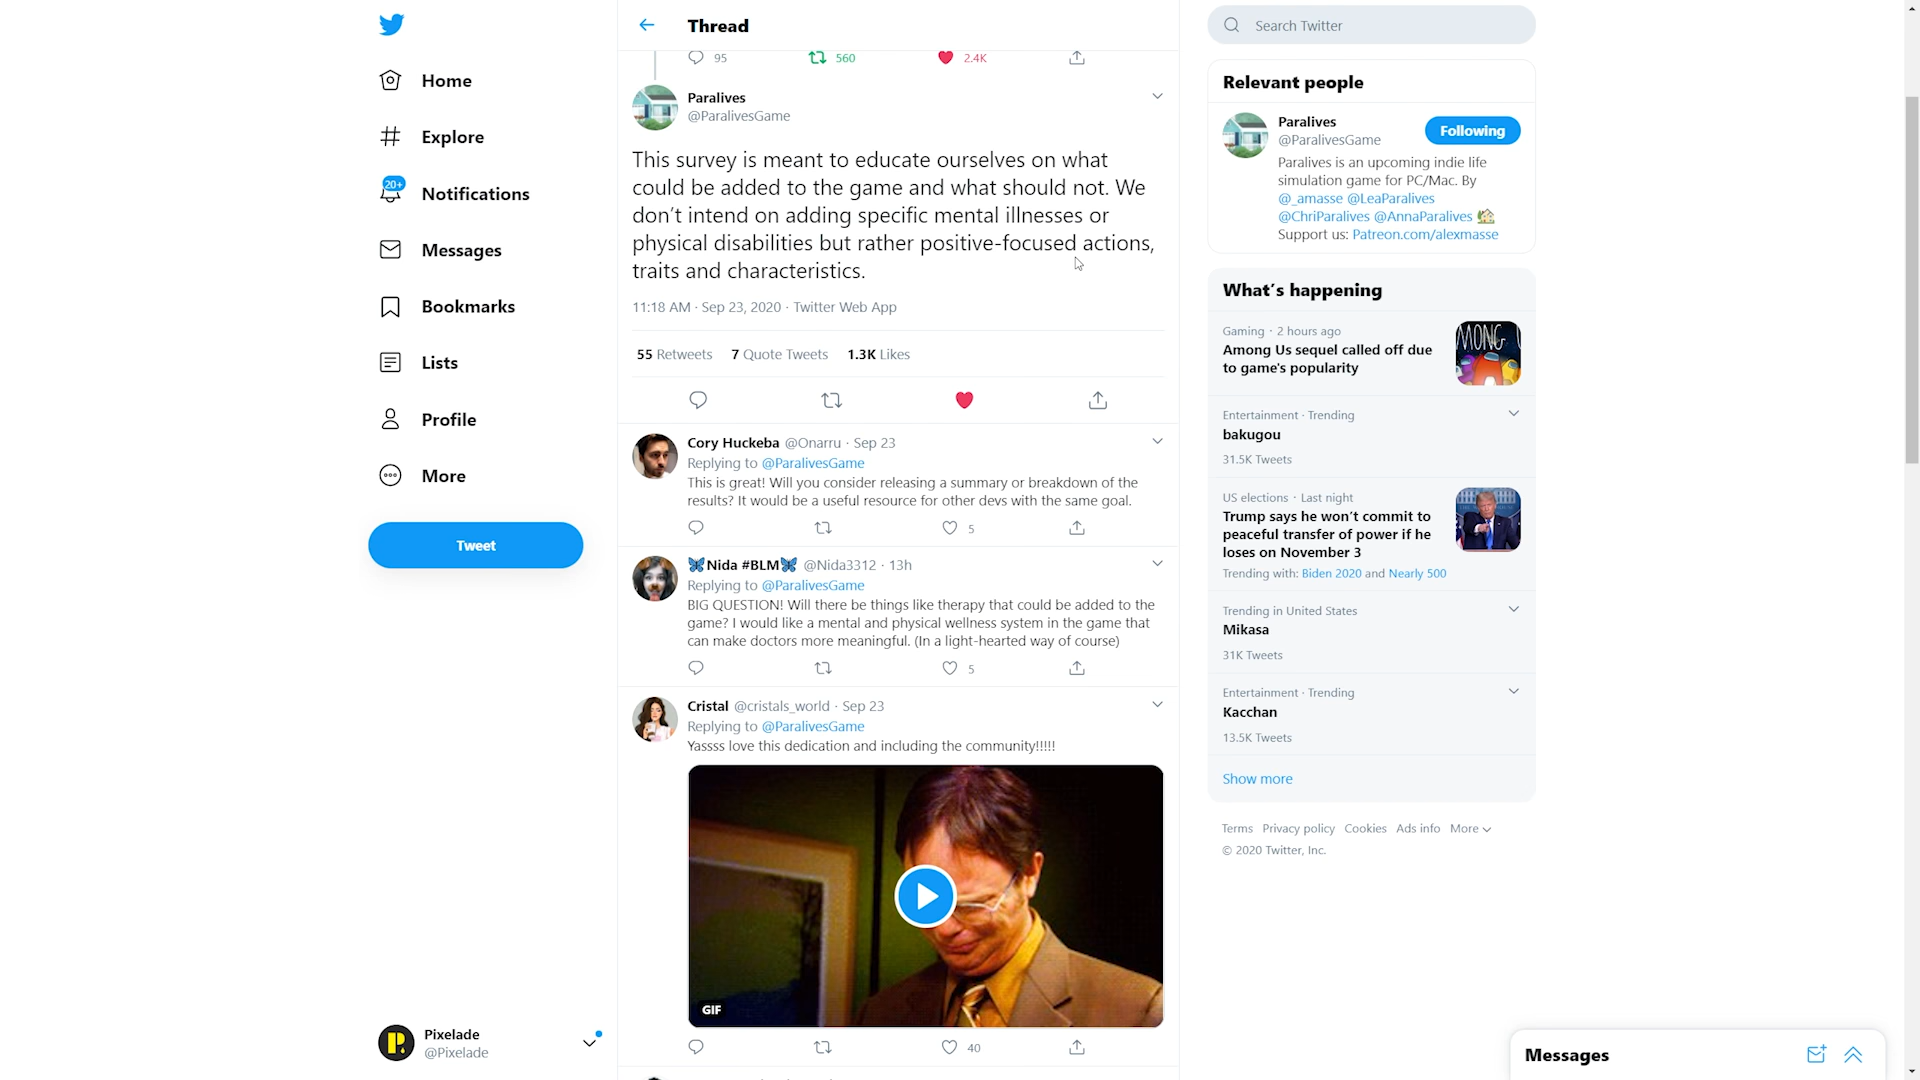 Home
Explore
20+
Notifications
Messages
Bookmarks
Lists
Profile
More
Tweet
Pixelade
@Pixelade
Thread
95 560 2.4K
Paralives
@ParalivesGame
This survey is meant to educate ourselves on what
could be added to the game and what should not. We
don't intend on adding specific mental illnesses or
physical disabilities but rather positive-focused actions,
traits and characteristics.
11:18 AM · Sep 23, 2020 · Twitter Web App
55 Retweets 7 Quote Tweets 1.3K Likes
Cory Huckeba @Onarru · Sep 23
Replying to @ParalivesGame
This is great! Will you consider releasing a summary or breakdown of the
results? It would be a useful resource for other devs with the same goal.
5
🦋Nida #BLM🦋 @Nida3312 · 13h
Replying to @ParalivesGame
BIG QUESTION! Will there be things like therapy that could be added to the
game? I would like a mental and physical wellness system in the game that
can make doctors more meaningful. (In a light-hearted way of course)
5
Cristal @cristals_world · Sep 23
Replying to @ParalivesGame
Yassss love this dedication and including the community!!!!!
GIF
40
Search Twitter
Relevant people
Paralives
@ParalivesGame
Following
Paralives is an upcoming indie life
simulation game for PC/Mac. By
@_amasse @LeaParalives
@ChriParalives @AnnaParalives 🏡
Support us: Patreon.com/alexmasse
What's happening
Gaming · 2 hours ago
Among Us sequel called off due
to game's popularity
MONG
Entertainment · Trending
bakugou
31.5K Tweets
US elections · Last night
Trump says he won't commit to
peaceful transfer of power if he
loses on November 3
Trending with: Biden 2020 and Nearly 500
Trending in United States
Mikasa
31K Tweets
Entertainment · Trending
Kacchan
13.5K Tweets
Show more
Terms Privacy policy Cookies Ads info More
© 2020 Twitter, Inc.
Messages